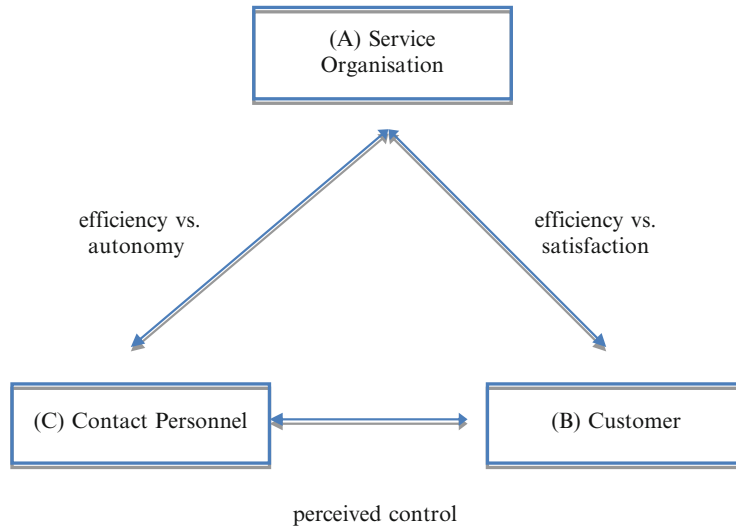 (A) Service
Organisation
efficiency vs.
autonomy
efficiency vs.
satisfaction
(C) Contact Personnel
(B) Customer
perceived control